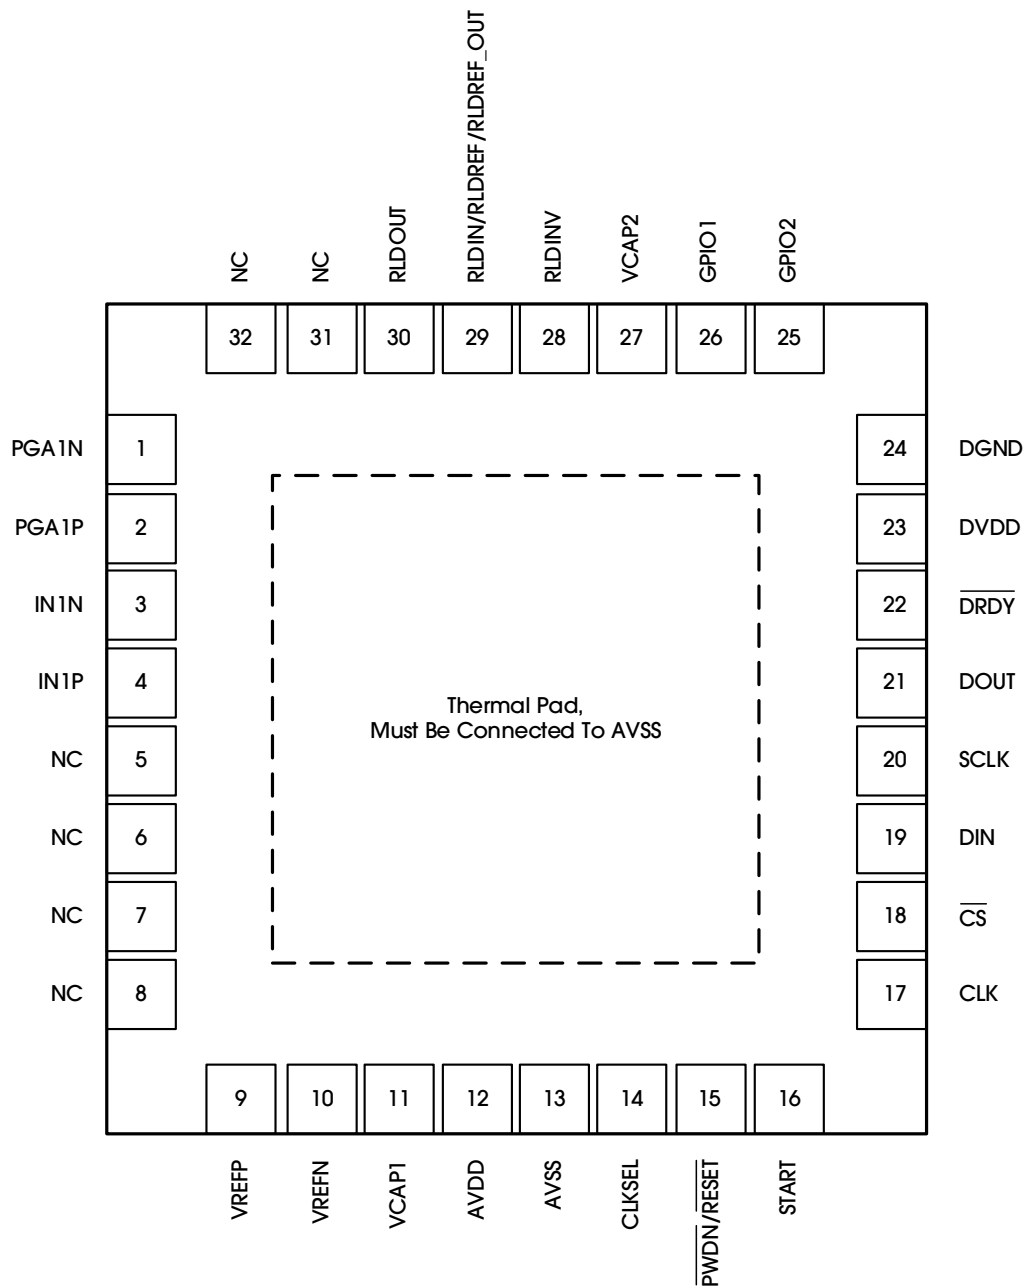 RLDIN/RLDREF/RLDREF_OUT
NC
NC
RLDOUT
RLDINV
VCAP2
GPIO1
GPIO2
32
31
30
29
28
27
26
25
PGA1N 1
24 DGND
PGA1P 2
23 DVDD
IN1N 3
22 DRDY
IN1P 4
21 DOUT
Thermal Pad,
Must Be Connected To AVSS
NC 5
20 SCLK
NC 6
19 DIN
NC 7
18 CS
NC 8
17 CLK
9
10
11
12
13
14
15
16
VREFP
VREFN
VCAP1
AVDD
AVSS
CLKSEL
PWDN/RESET
START